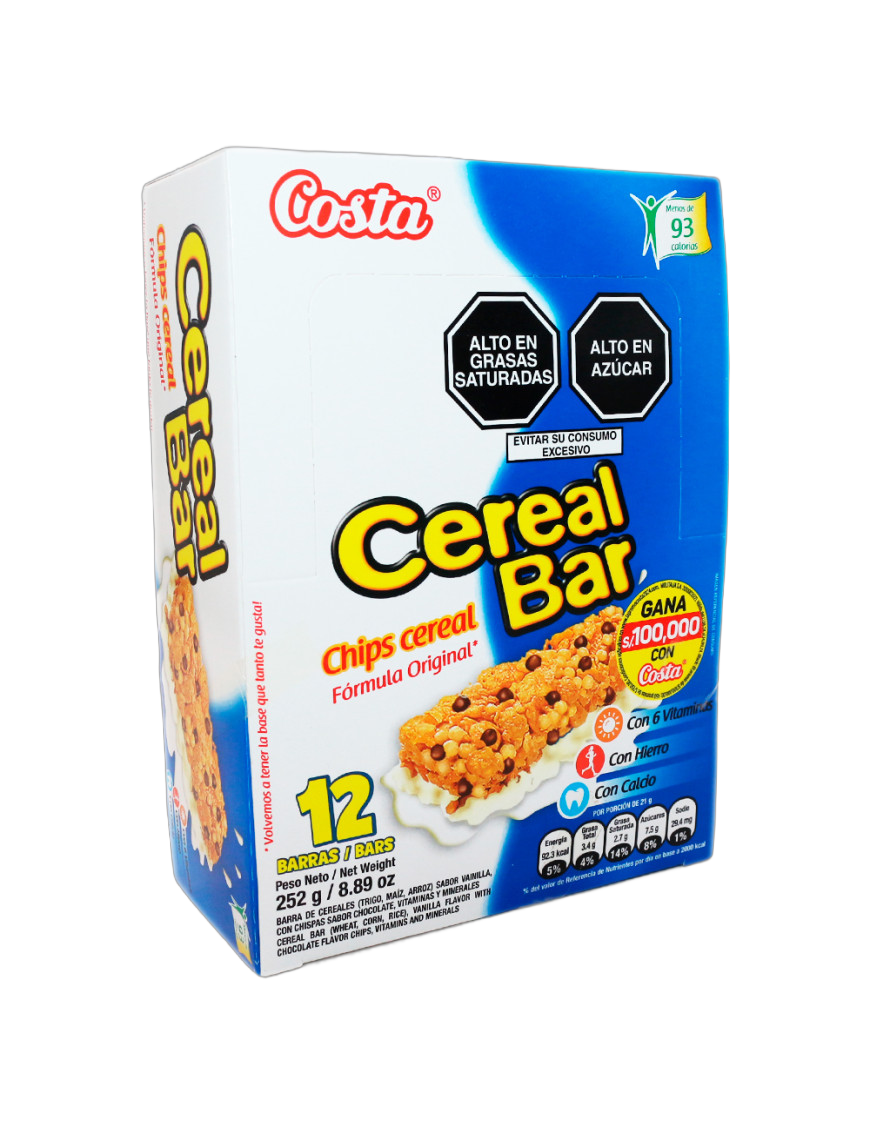 Costa®
Menos de
93
calorías
ALTO EN
GRASAS
SATURADAS
ALTO EN
AZÚCAR
EVITAR SU CONSUMO
EXCESIVO
Cereal
Bar
Chips cereal
Fórmula Original*
GANA
S/.100,000
CON
Costa®
Con 6 Vitaminas
Con Hierro
Con Calcio
POR PORCIÓN DE 21 g
Energía
92.3 kcal
5%
Grasa
Total
3.4 g
4%
Grasa
Saturada
2.7 g
14%
Azúcares
7.5 g
8%
Sodio
29.4 mg
1%
% del valor de Referencia de Nutrientes por día en base a 2000 kcal
12
BARRAS / BARS
Peso Neto / Net Weight
252 g / 8.89 oz
BARRA DE CEREALES (TRIGO, MAÍZ, ARROZ) SABOR VAINILLA,
CON CHISPAS SABOR CHOCOLATE, VITAMINAS Y MINERALES
CEREAL BAR (WHEAT, CORN, RICE), VANILLA FLAVOR WITH
CHOCOLATE FLAVOR CHIPS, VITAMINS AND MINERALS
* Volvemos a tener la base que tanto te gusta!
Cereal
Bar
Chips cereal
Fórmula Original*
93